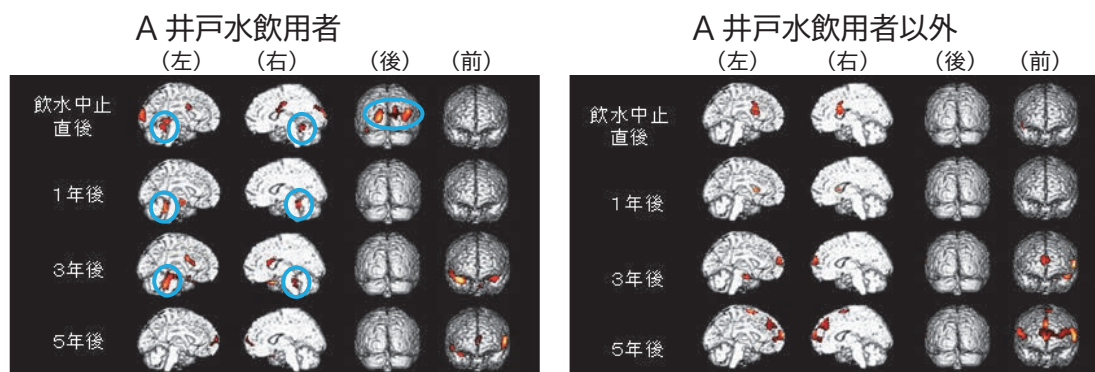 A 井戸水飲用者
（左）（右）（後）（前）
飲水中止
直後
1年後
3年後
5年後
A 井戸水飲用者以外
（左）（右）（後）（前）
飲水中止
直後
1年後
3年後
5年後